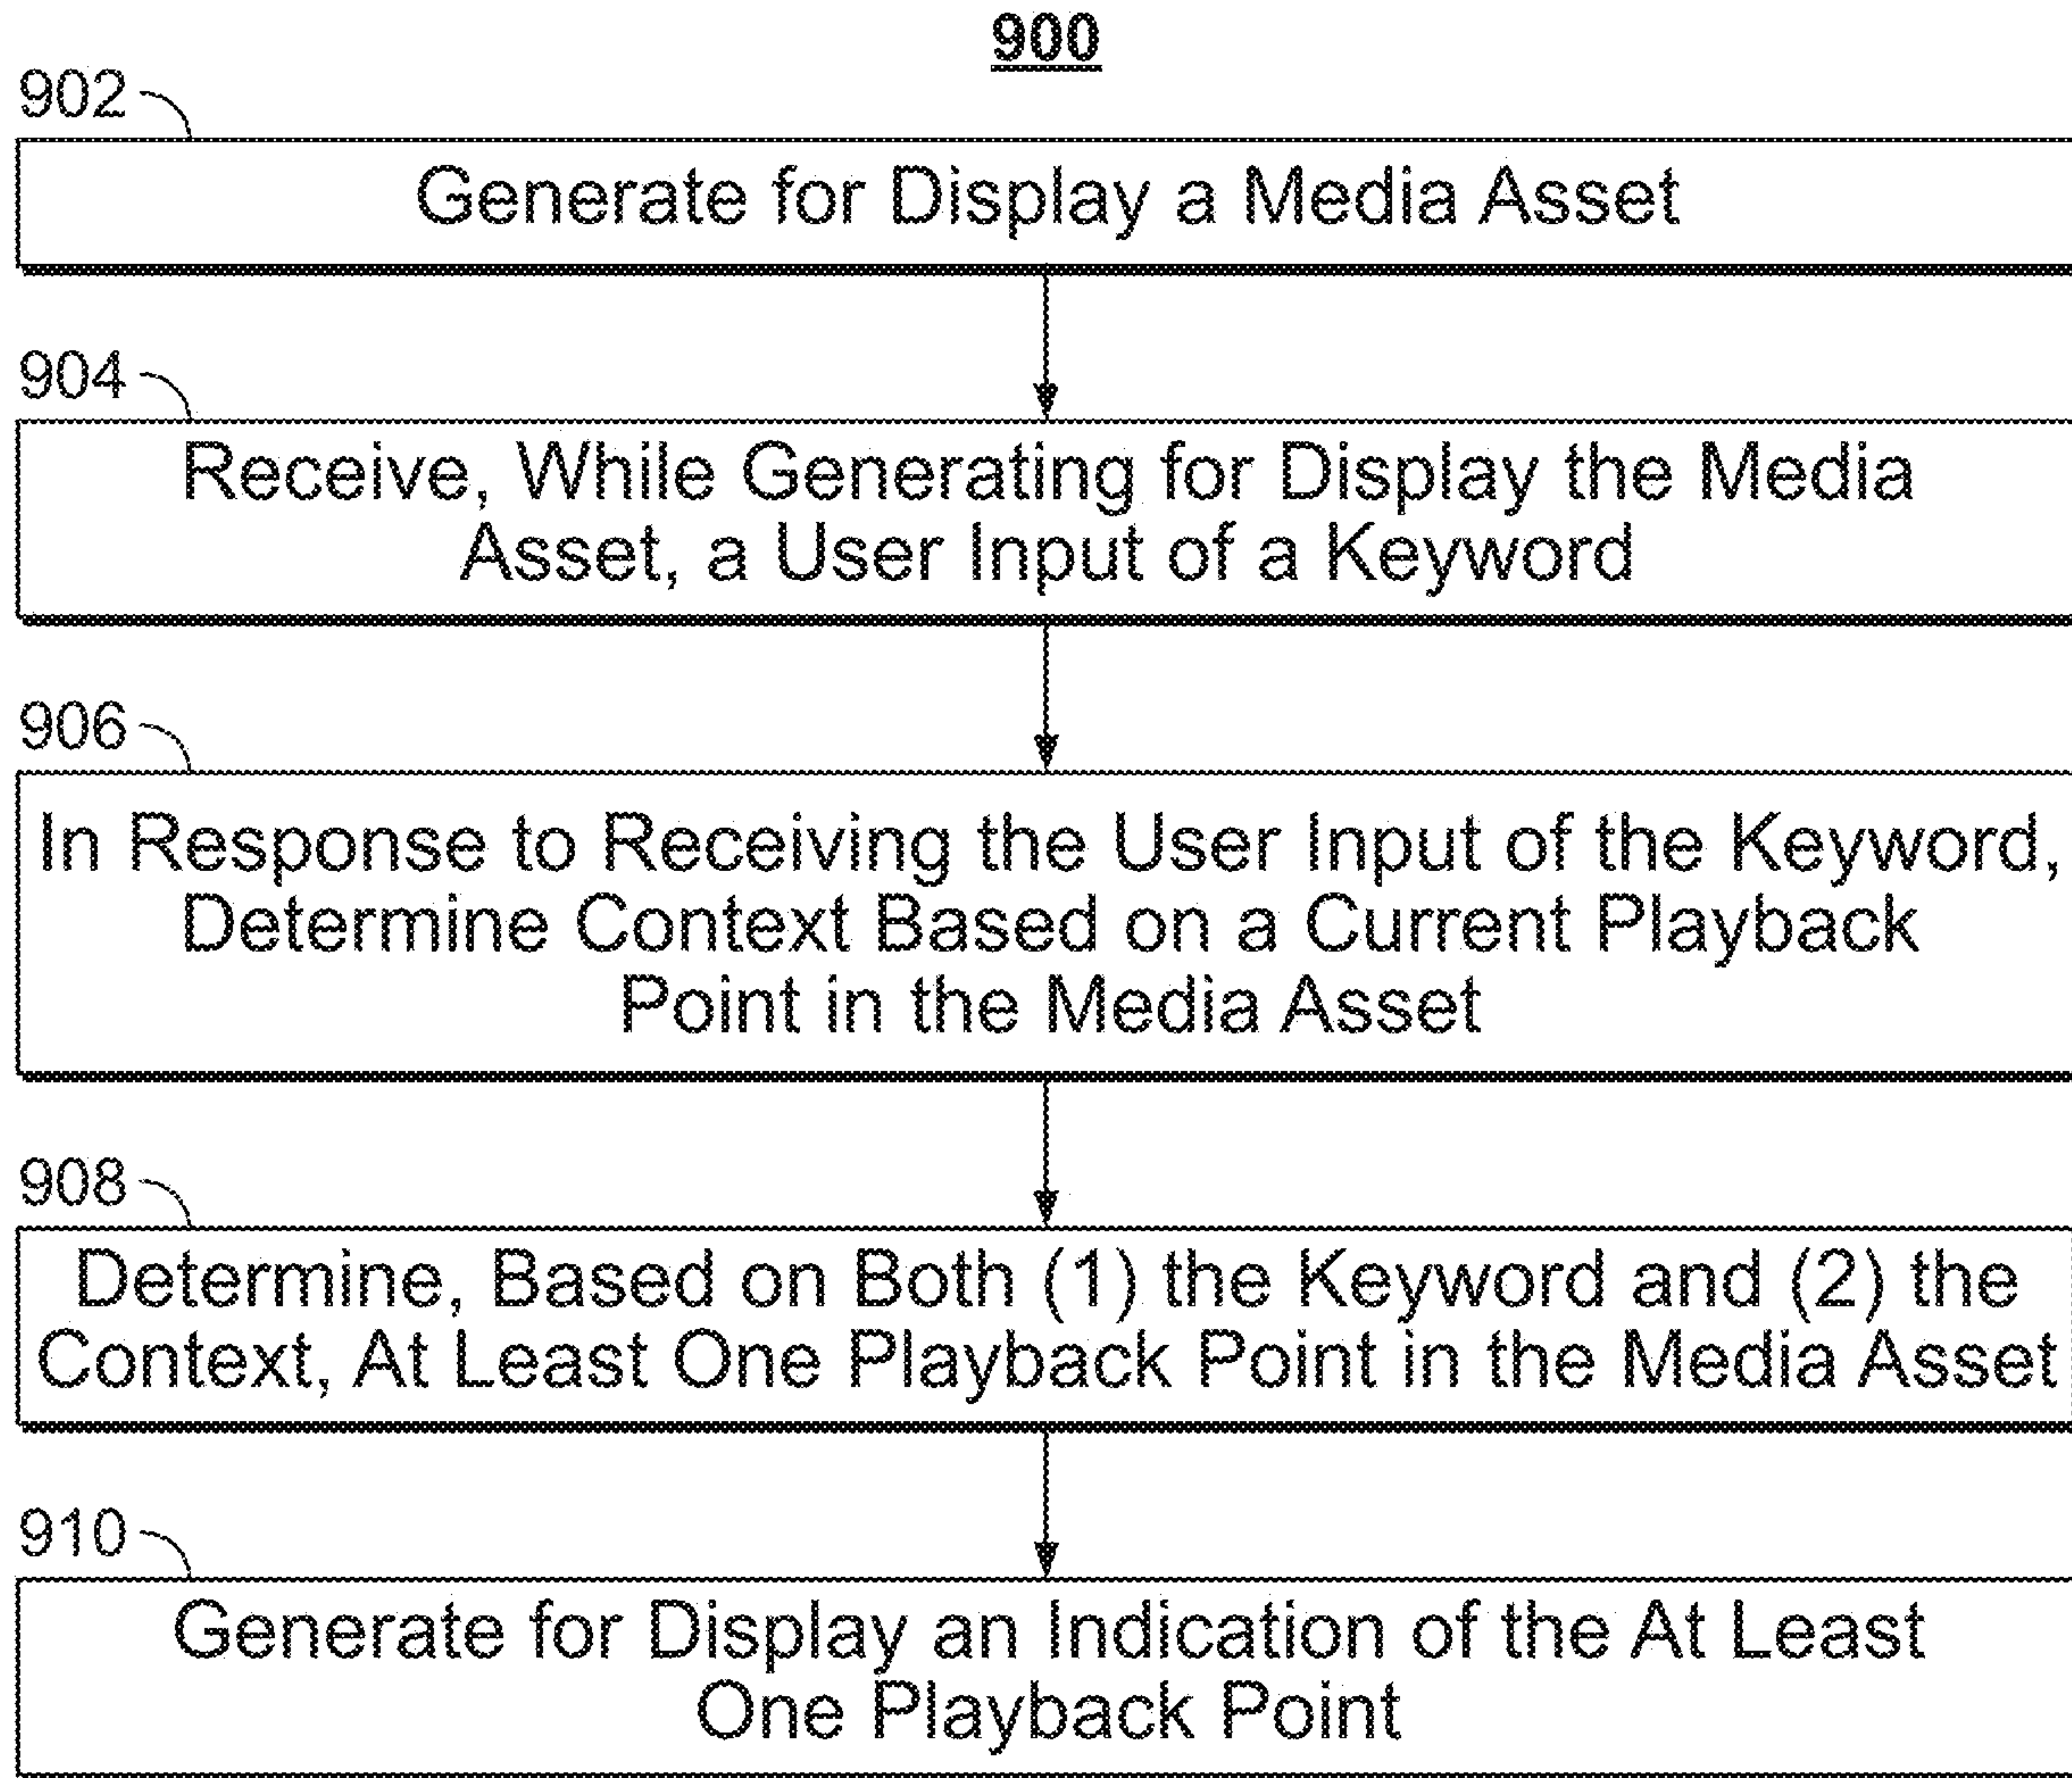 900
902
Generate for Display a Media Asset
904
Receive, While Generating for Display the Media
Asset, a User Input of a Keyword
906
In Response to Receiving the User Input of the Keyword,
Determine Context Based on a Current Playback
Point in the Media Asset
908
Determine, Based on Both (1) the Keyword and (2) the
Context, At Least One Playback Point in the Media Asset
910
Generate for Display an Indication of the At Least
One Playback Point